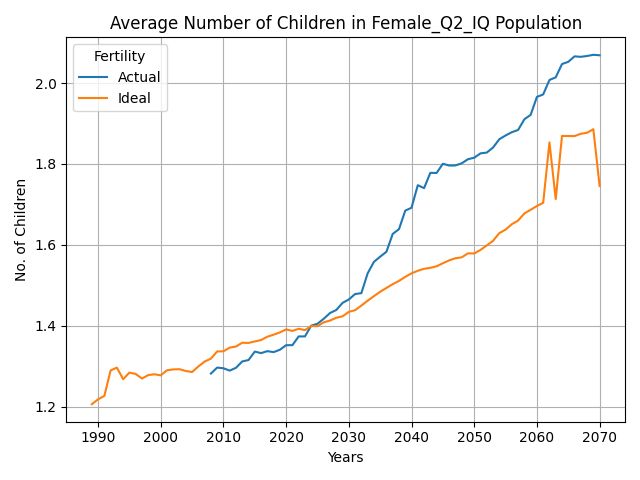 Average Number of Children in Female_Q2_IQ Population
Fertility
Actual
Ideal
No. of Children
2.0
1.8
1.6
1.4
1.2
1990 2000 2010 2020 2030 2040 2050 2060 2070
Years